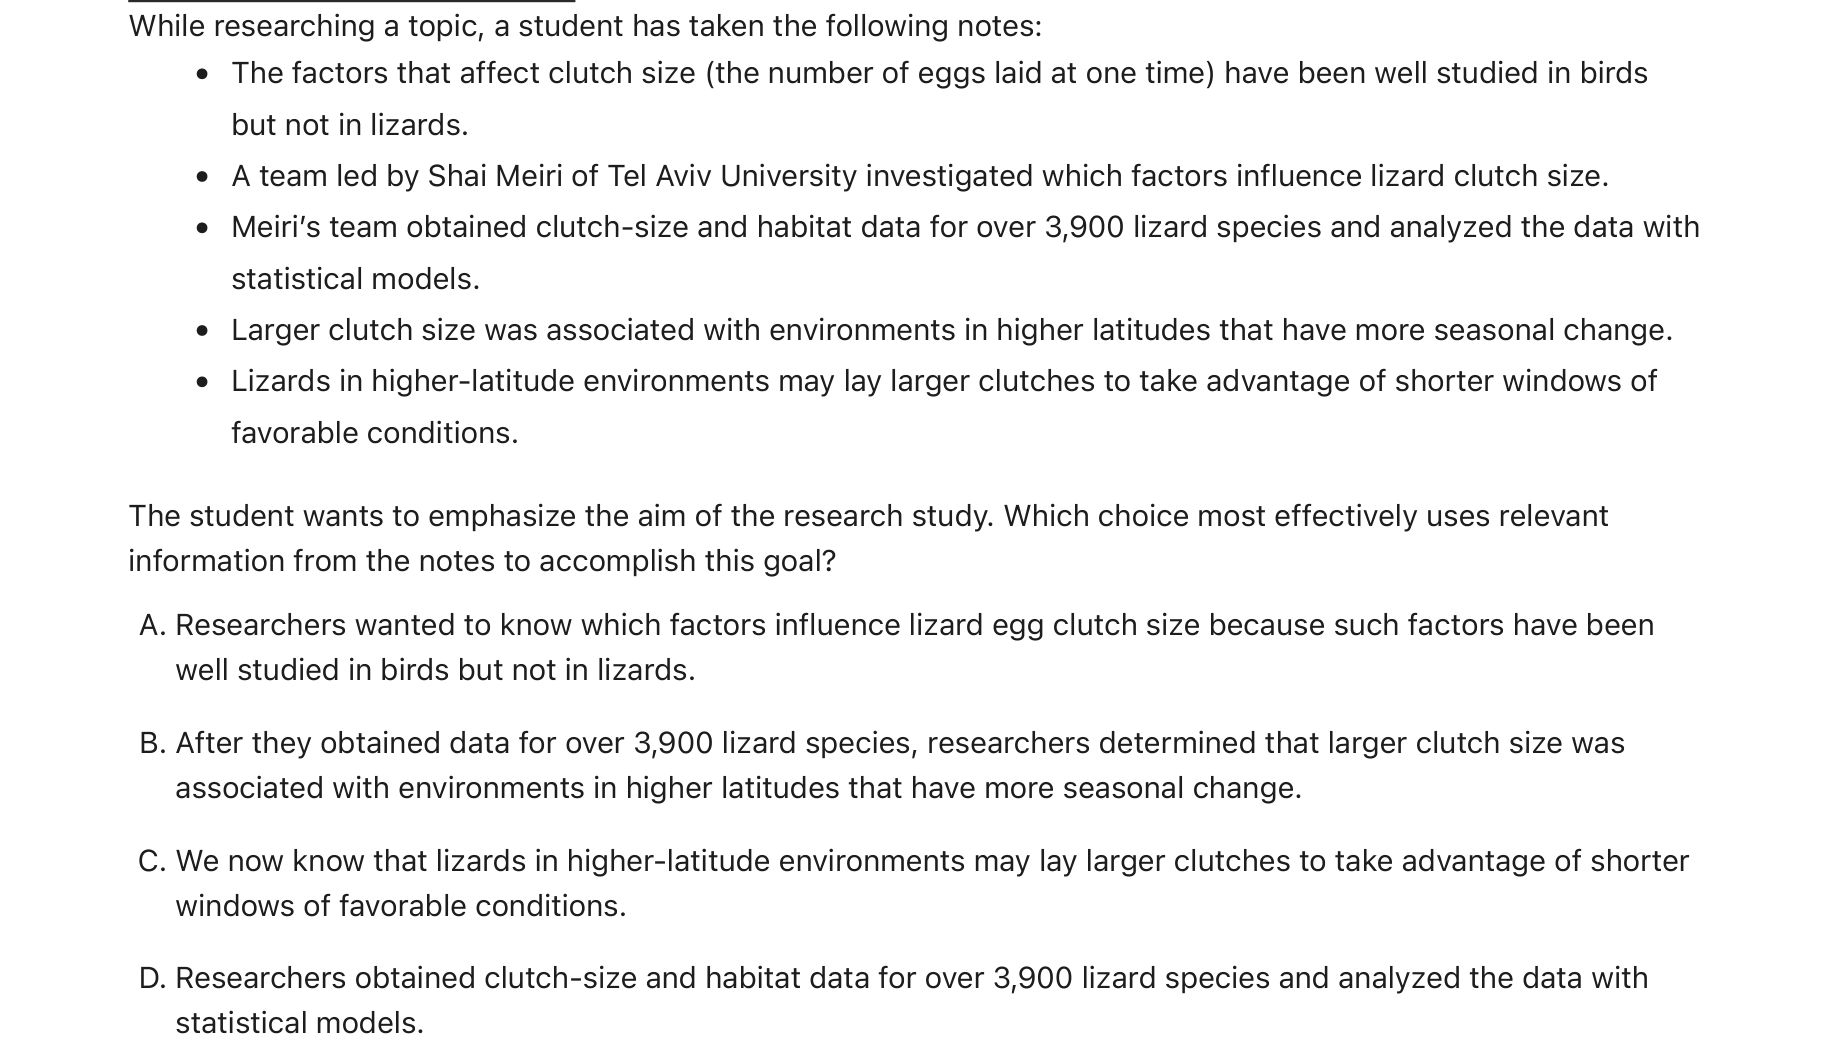 While researching a topic, a student has taken the following notes:
• The factors that affect clutch size (the number of eggs laid at one time) have been well studied in birds
but not in lizards.
• A team led by Shai Meiri of Tel Aviv University investigated which factors influence lizard clutch size.
• Meiri’s team obtained clutch-size and habitat data for over 3,900 lizard species and analyzed the data with
statistical models.
• Larger clutch size was associated with environments in higher latitudes that have more seasonal change.
• Lizards in higher-latitude environments may lay larger clutches to take advantage of shorter windows of
favorable conditions.
The student wants to emphasize the aim of the research study. Which choice most effectively uses relevant
information from the notes to accomplish this goal?
A. Researchers wanted to know which factors influence lizard egg clutch size because such factors have been
well studied in birds but not in lizards.
B. After they obtained data for over 3,900 lizard species, researchers determined that larger clutch size was
associated with environments in higher latitudes that have more seasonal change.
C. We now know that lizards in higher-latitude environments may lay larger clutches to take advantage of shorter
windows of favorable conditions.
D. Researchers obtained clutch-size and habitat data for over 3,900 lizard species and analyzed the data with
statistical models.